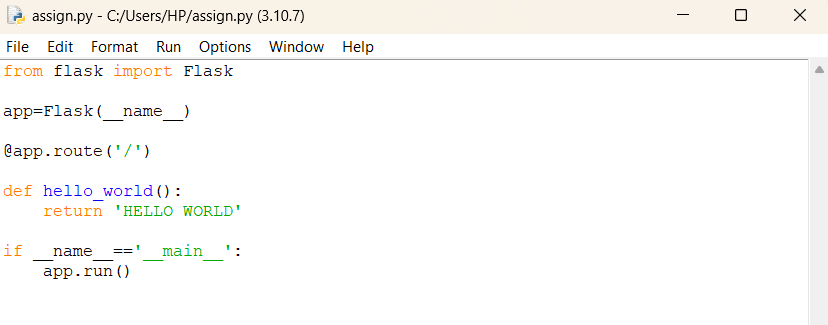 assign.py - C:/Users/HP/assign.py (3.10.7)
File Edit Format Run Options Window Help
from flask import Flask
app=Flask(__name__)
@app.route('/')
def hello_world():
    return 'HELLO WORLD'
if __name__=='__main__':
    app.run()